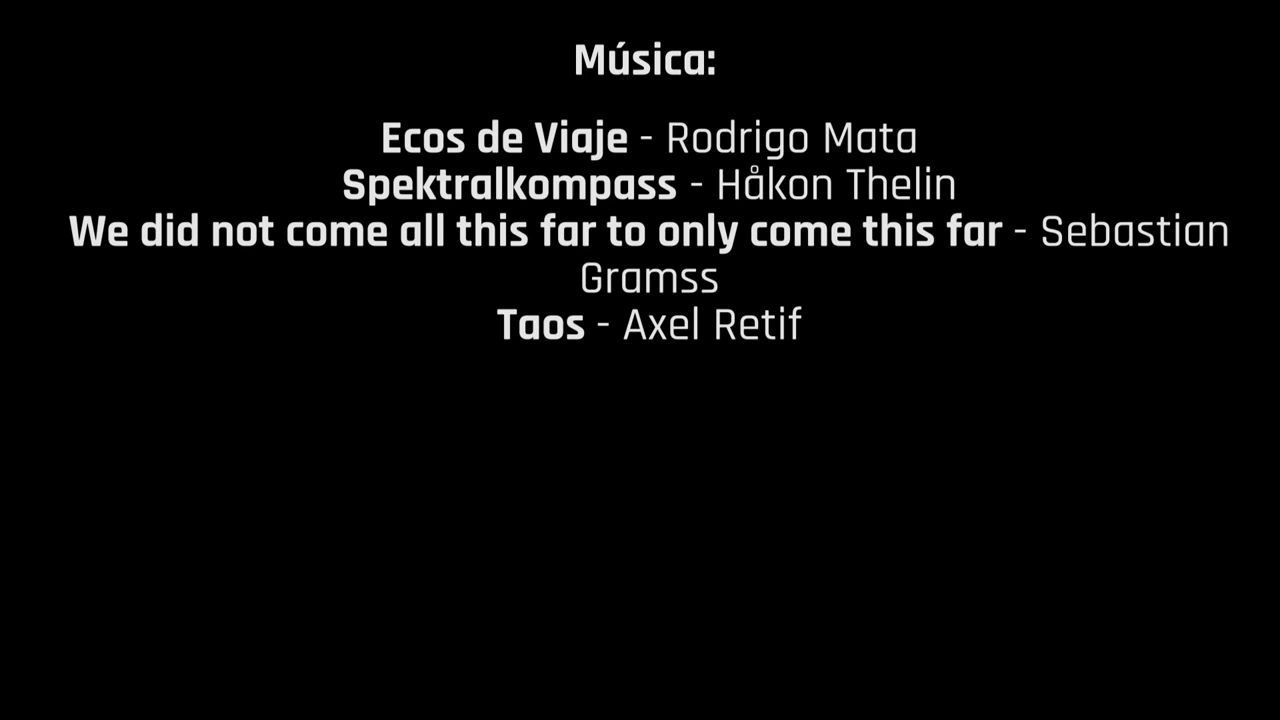 Música:
Ecos de Viaje - Rodrigo Mata
Spektralkompass - Håkon Thelin
We did not come all this far to only come this far - Sebastian
Gramss
Taos - Axel Retif